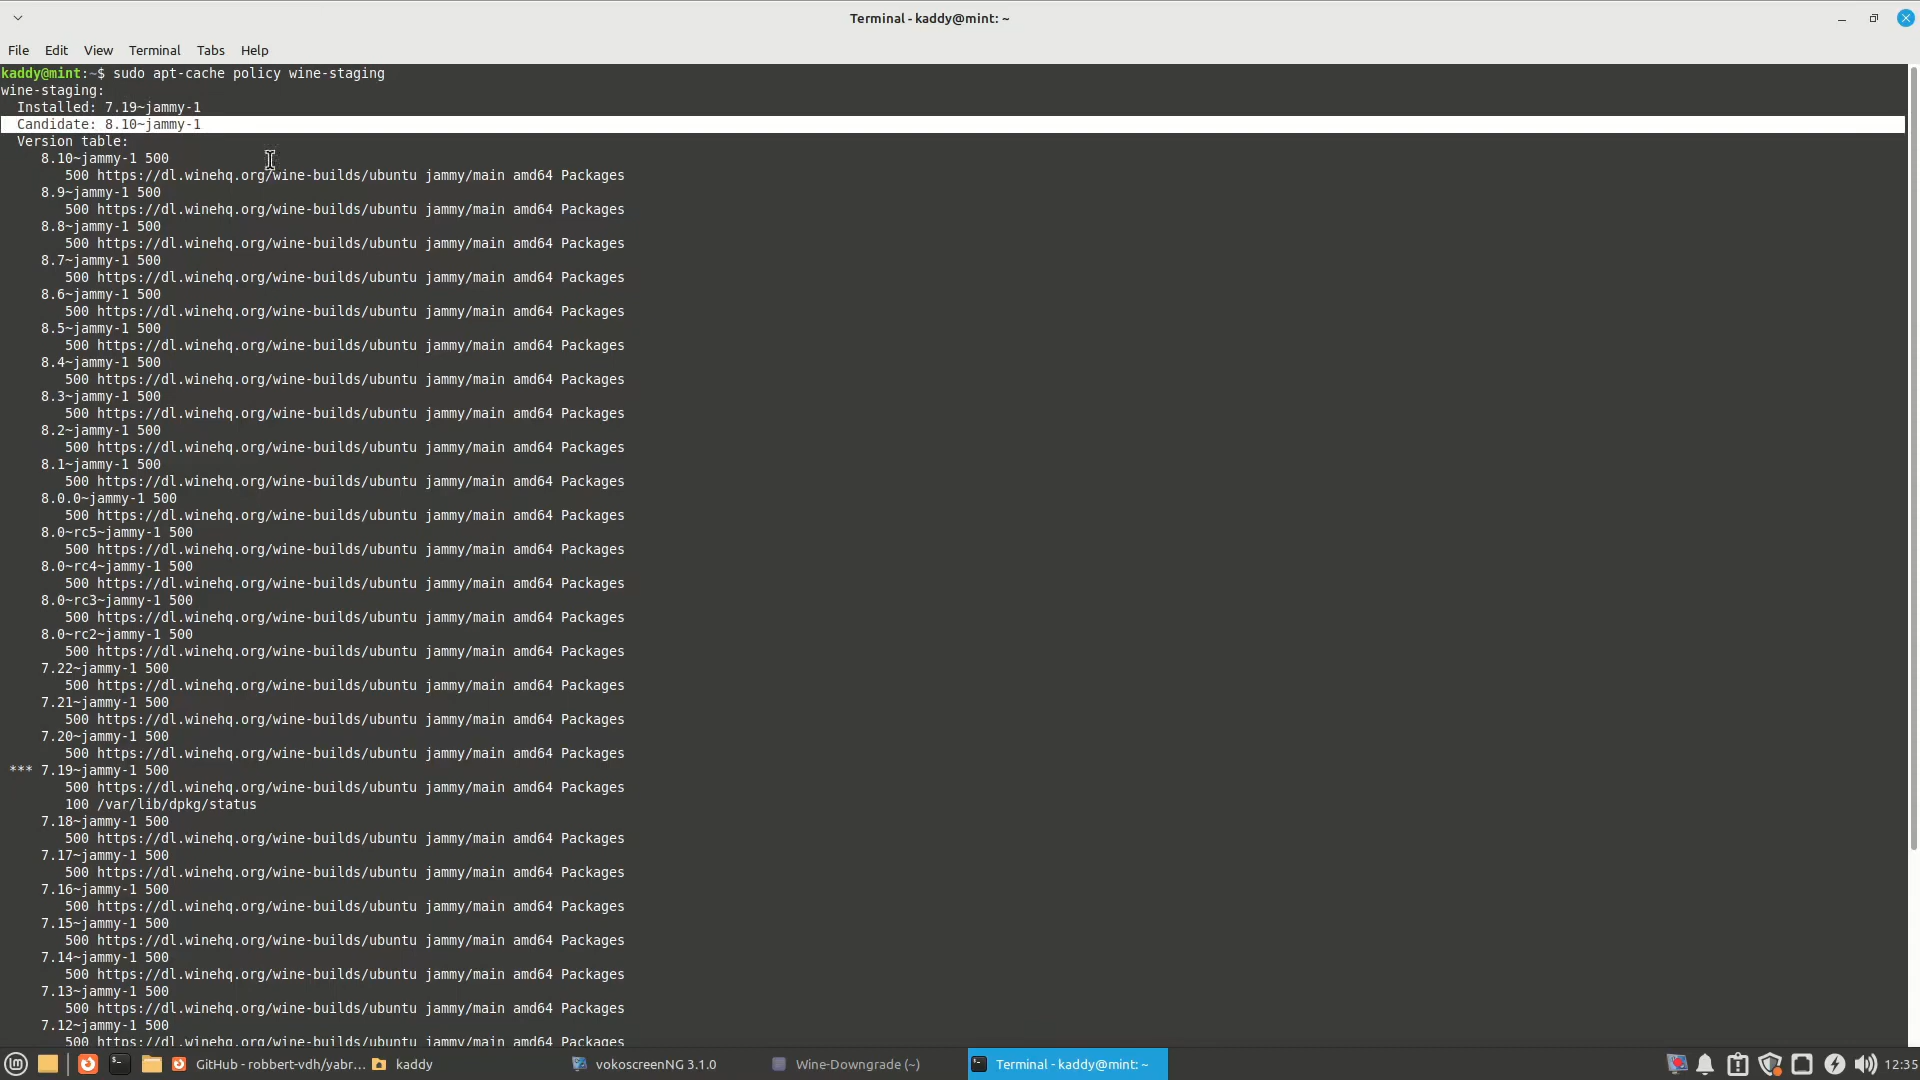 Terminal - kaddy@mint: ~
File Edit View Terminal Tabs Help
kaddy@mint:~$ sudo apt-cache policy wine-staging
wine-staging:
  Installed: 7.19~jammy-1
  Candidate: 8.10~jammy-1
  Version table:
     8.10~jammy-1 500
        500 https://dl.winehq.org/wine-builds/ubuntu jammy/main amd64 Packages
     8.9~jammy-1 500
        500 https://dl.winehq.org/wine-builds/ubuntu jammy/main amd64 Packages
     8.8~jammy-1 500
        500 https://dl.winehq.org/wine-builds/ubuntu jammy/main amd64 Packages
     8.7~jammy-1 500
        500 https://dl.winehq.org/wine-builds/ubuntu jammy/main amd64 Packages
     8.6~jammy-1 500
        500 https://dl.winehq.org/wine-builds/ubuntu jammy/main amd64 Packages
     8.5~jammy-1 500
        500 https://dl.winehq.org/wine-builds/ubuntu jammy/main amd64 Packages
     8.4~jammy-1 500
        500 https://dl.winehq.org/wine-builds/ubuntu jammy/main amd64 Packages
     8.3~jammy-1 500
        500 https://dl.winehq.org/wine-builds/ubuntu jammy/main amd64 Packages
     8.2~jammy-1 500
        500 https://dl.winehq.org/wine-builds/ubuntu jammy/main amd64 Packages
     8.1~jammy-1 500
        500 https://dl.winehq.org/wine-builds/ubuntu jammy/main amd64 Packages
     8.0.0~jammy-1 500
        500 https://dl.winehq.org/wine-builds/ubuntu jammy/main amd64 Packages
     8.0~rc5~jammy-1 500
        500 https://dl.winehq.org/wine-builds/ubuntu jammy/main amd64 Packages
     8.0~rc4~jammy-1 500
        500 https://dl.winehq.org/wine-builds/ubuntu jammy/main amd64 Packages
     8.0~rc3~jammy-1 500
        500 https://dl.winehq.org/wine-builds/ubuntu jammy/main amd64 Packages
     8.0~rc2~jammy-1 500
        500 https://dl.winehq.org/wine-builds/ubuntu jammy/main amd64 Packages
     7.22~jammy-1 500
        500 https://dl.winehq.org/wine-builds/ubuntu jammy/main amd64 Packages
     7.21~jammy-1 500
        500 https://dl.winehq.org/wine-builds/ubuntu jammy/main amd64 Packages
     7.20~jammy-1 500
        500 https://dl.winehq.org/wine-builds/ubuntu jammy/main amd64 Packages
 *** 7.19~jammy-1 500
        500 https://dl.winehq.org/wine-builds/ubuntu jammy/main amd64 Packages
        100 /var/lib/dpkg/status
     7.18~jammy-1 500
        500 https://dl.winehq.org/wine-builds/ubuntu jammy/main amd64 Packages
     7.17~jammy-1 500
        500 https://dl.winehq.org/wine-builds/ubuntu jammy/main amd64 Packages
     7.16~jammy-1 500
        500 https://dl.winehq.org/wine-builds/ubuntu jammy/main amd64 Packages
     7.15~jammy-1 500
        500 https://dl.winehq.org/wine-builds/ubuntu jammy/main amd64 Packages
     7.14~jammy-1 500
        500 https://dl.winehq.org/wine-builds/ubuntu jammy/main amd64 Packages
     7.13~jammy-1 500
        500 https://dl.winehq.org/wine-builds/ubuntu jammy/main amd64 Packages
     7.12~jammy-1 500
        500 https://dl.winehq.org/wine-builds/ubuntu jammy/main amd64 Packages
GitHub - robbert-vdh/yabr... kaddy vokoscreenNG 3.1.0 Wine-Downgrade (~) Terminal - kaddy@mint: ~ 12:35